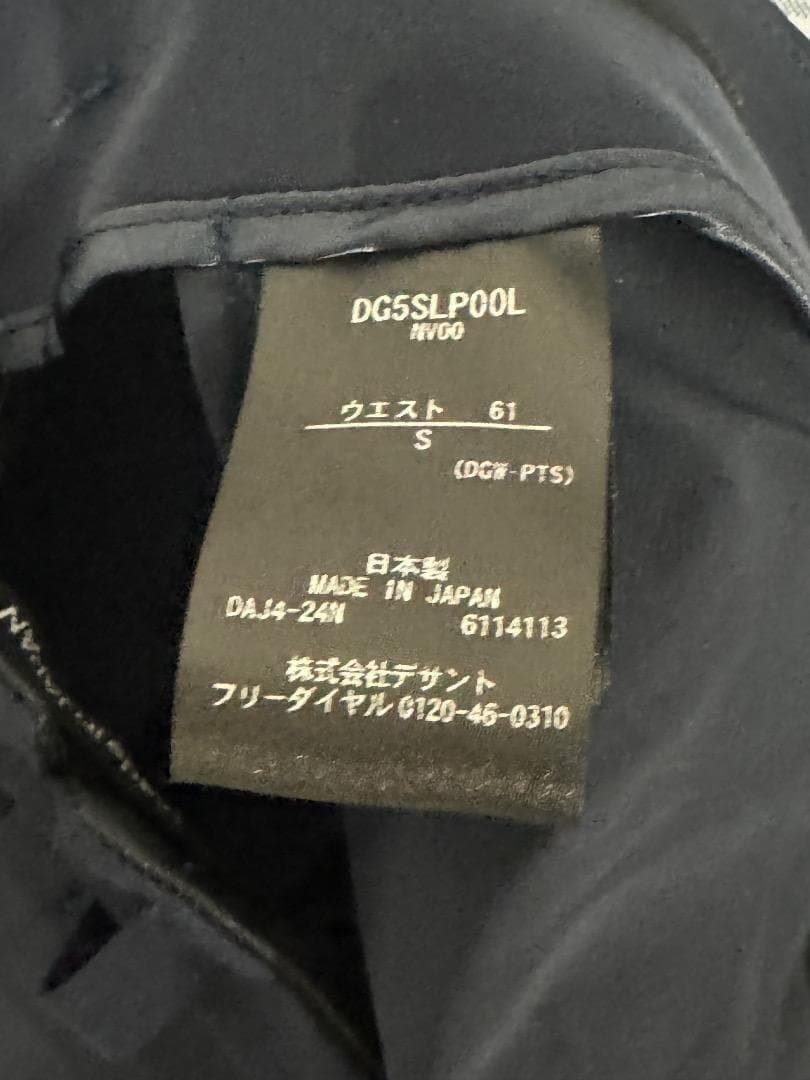 DG5SLP00L
NV00
ウエスト 61
S
(DGW-PTS)
日本製
MADE IN JAPAN
DAJ4-24N 6114113
株式会社デサント
フリーダイヤル 0120-46-0310